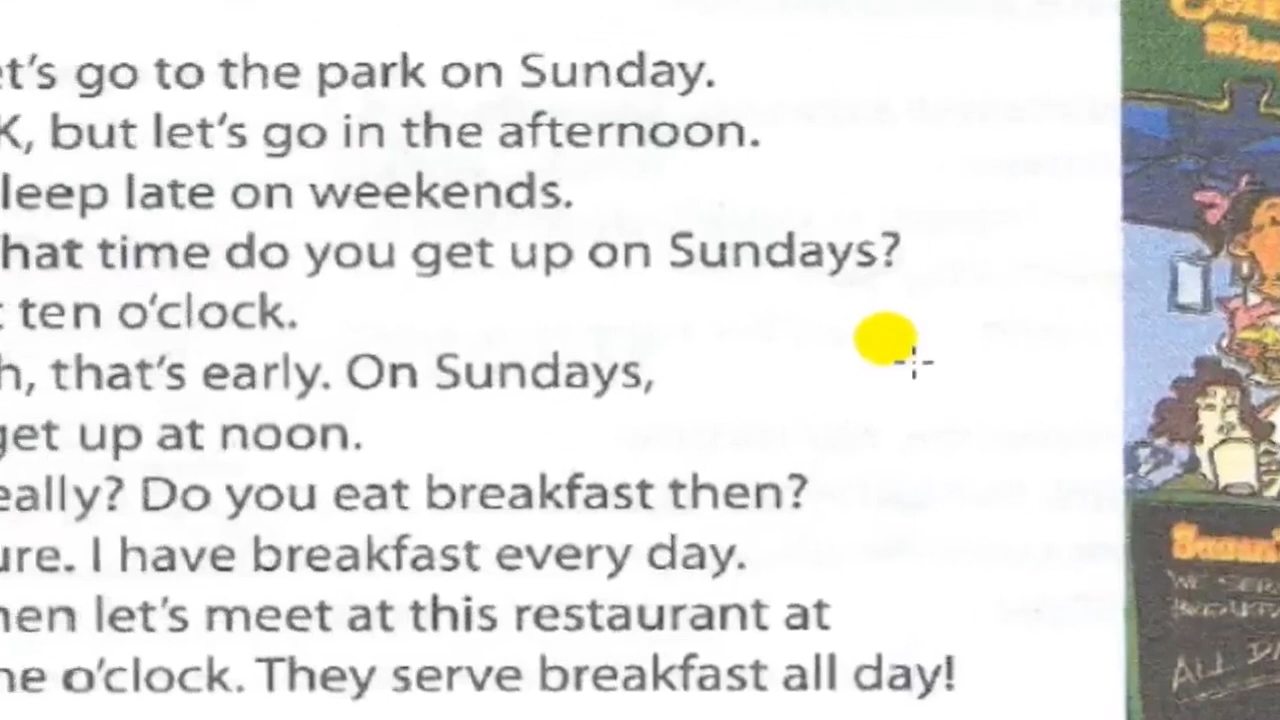 et's go to the park on Sunday.
K, but let's go in the afternoon.
leep late on weekends.
hat time do you get up on Sundays?
t ten o'clock.
h, that's early. On Sundays,
get up at noon.
eally? Do you eat breakfast then?
ure. I have breakfast every day.
hen let's meet at this restaurant at
ne o'clock. They serve breakfast all day!
ALL DA